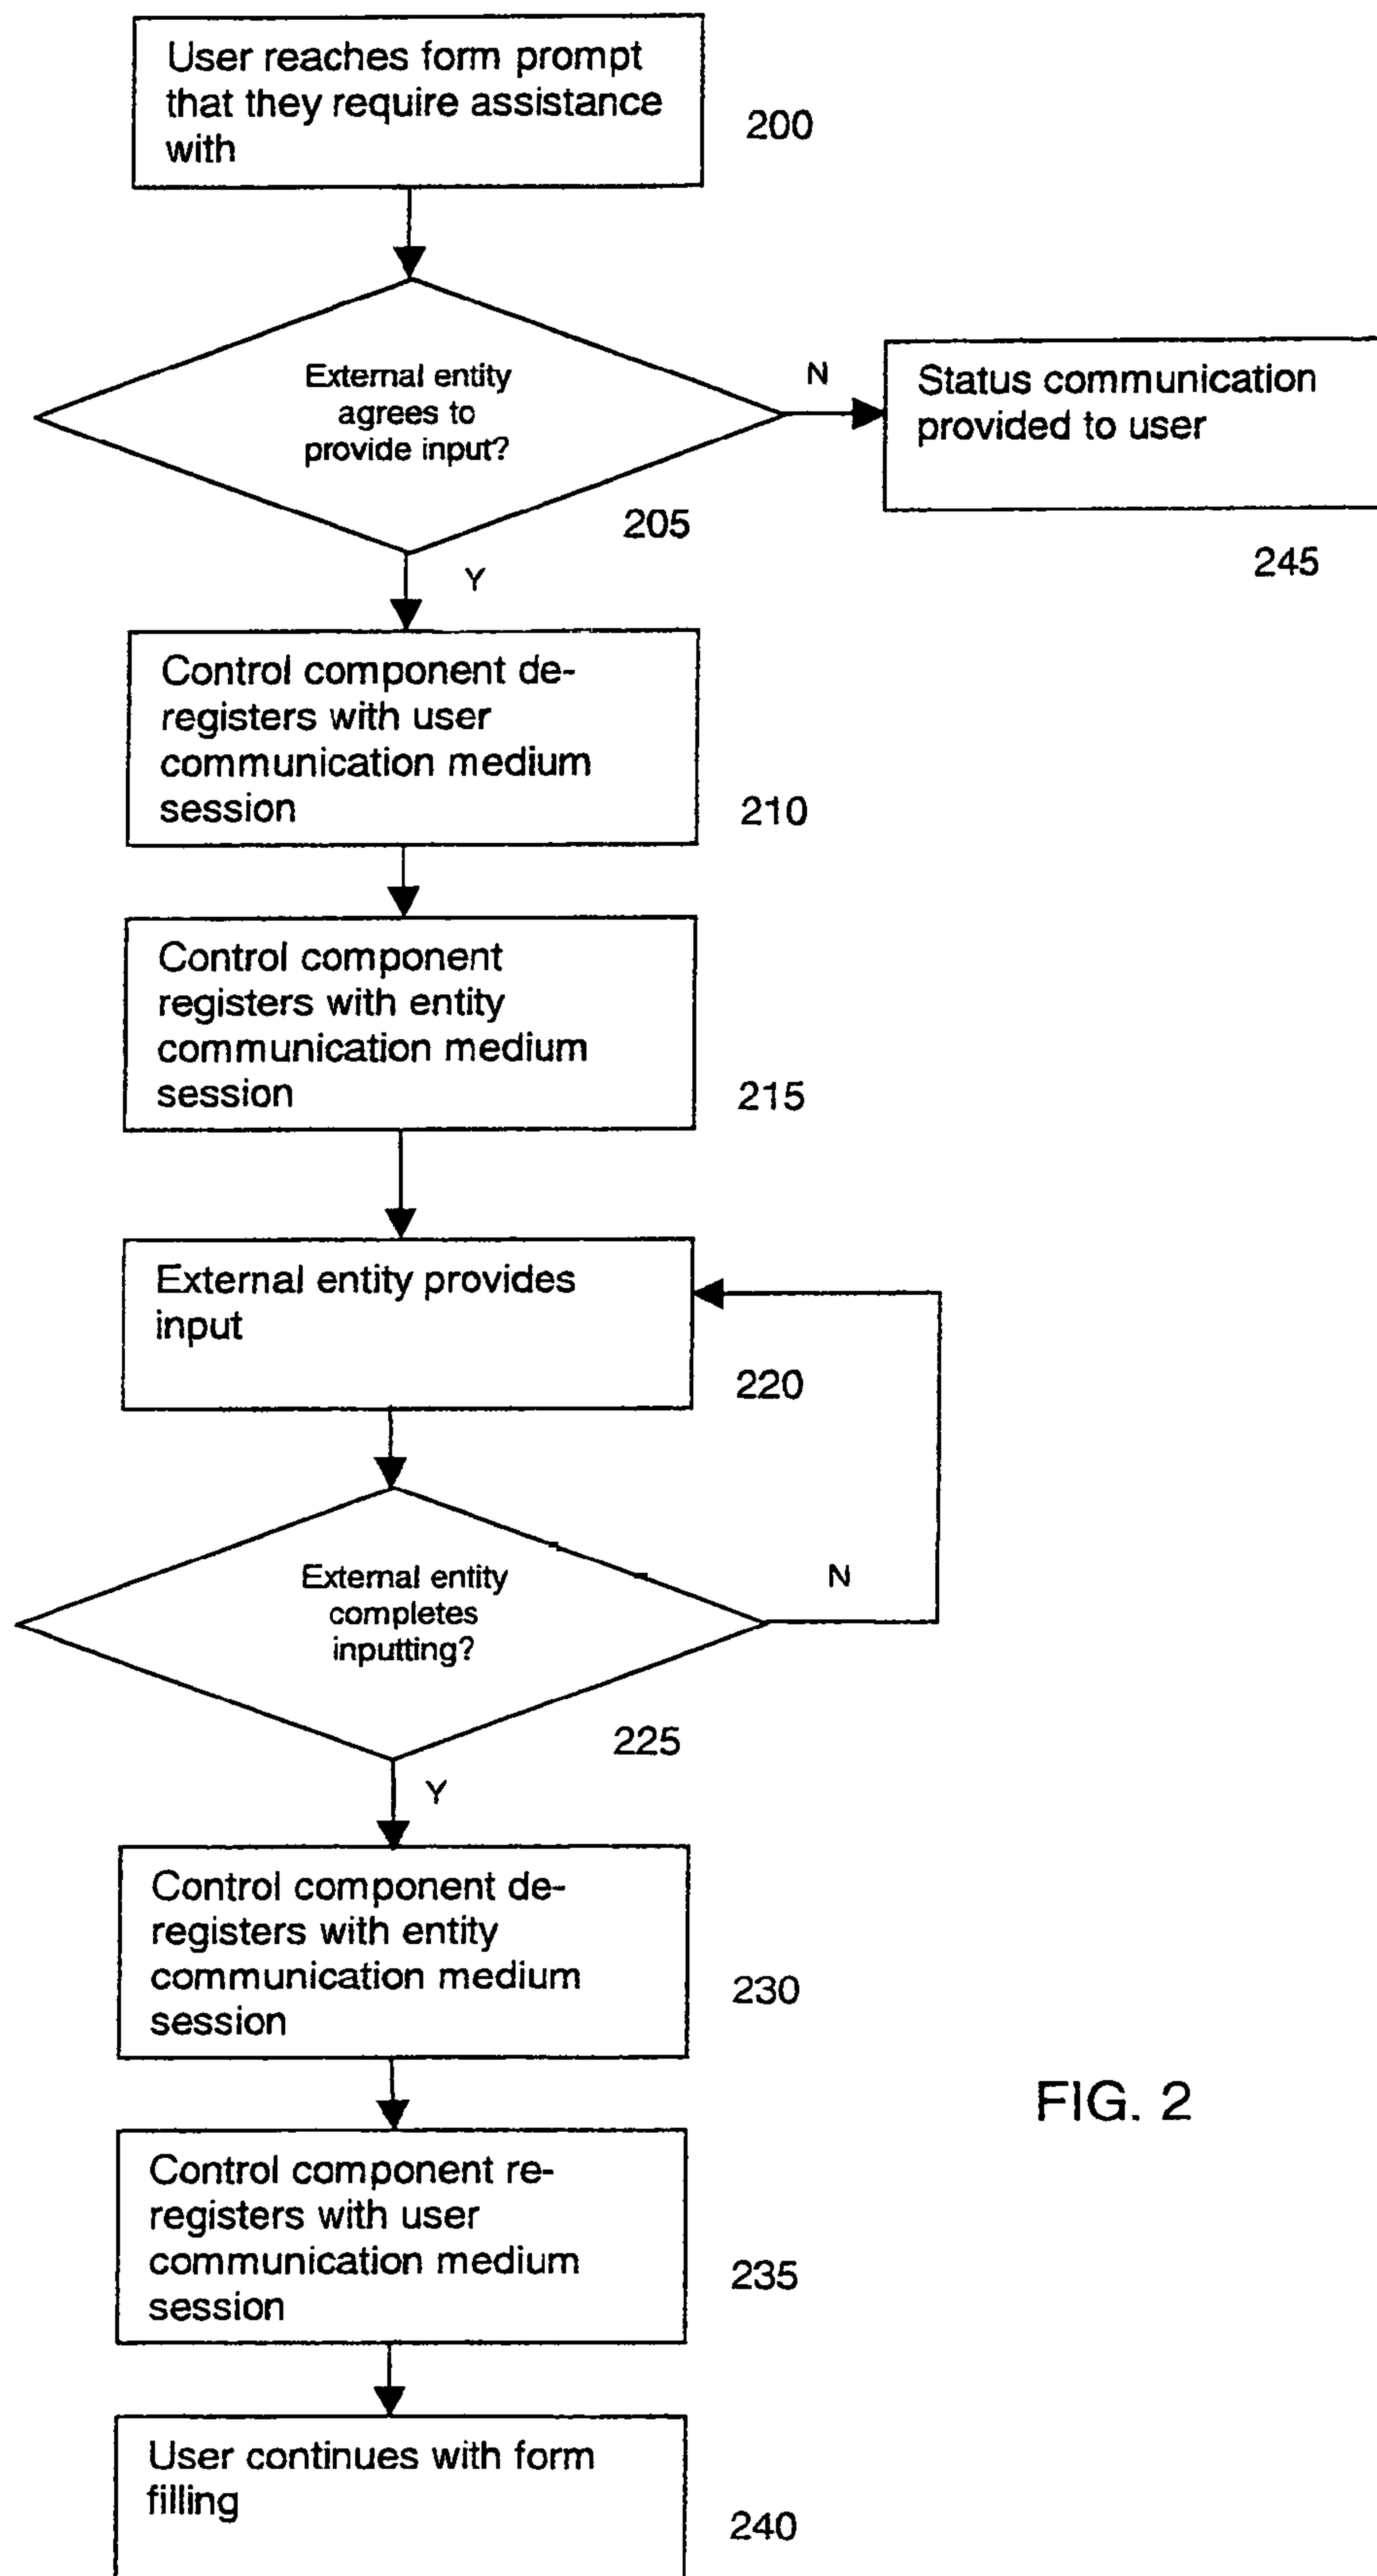 User reaches form prompt
that they require assistance
with
200
External entity
agrees to
provide input?
N
205
Status communication
provided to user
245
Y
Control component de-
registers with user
communication medium
session
210
Control component
registers with entity
communication medium
session
215
External entity provides
input
220
External entity
completes
inputting?
N
225
Y
Control component de-
registers with entity
communication medium
session
230
FIG. 2
Control component re-
registers with user
communication medium
session
235
User continues with form
filling
240